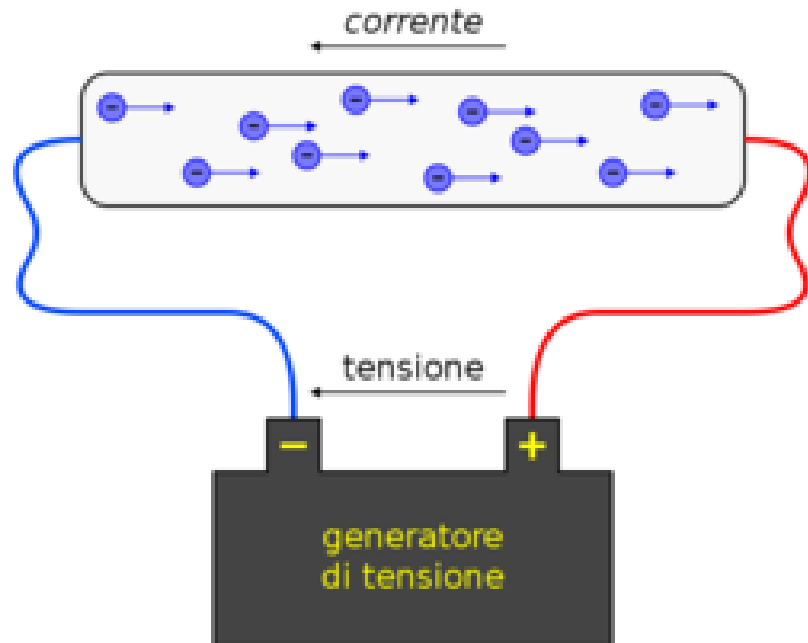 corrente
tensione
− +
generatore
di tensione